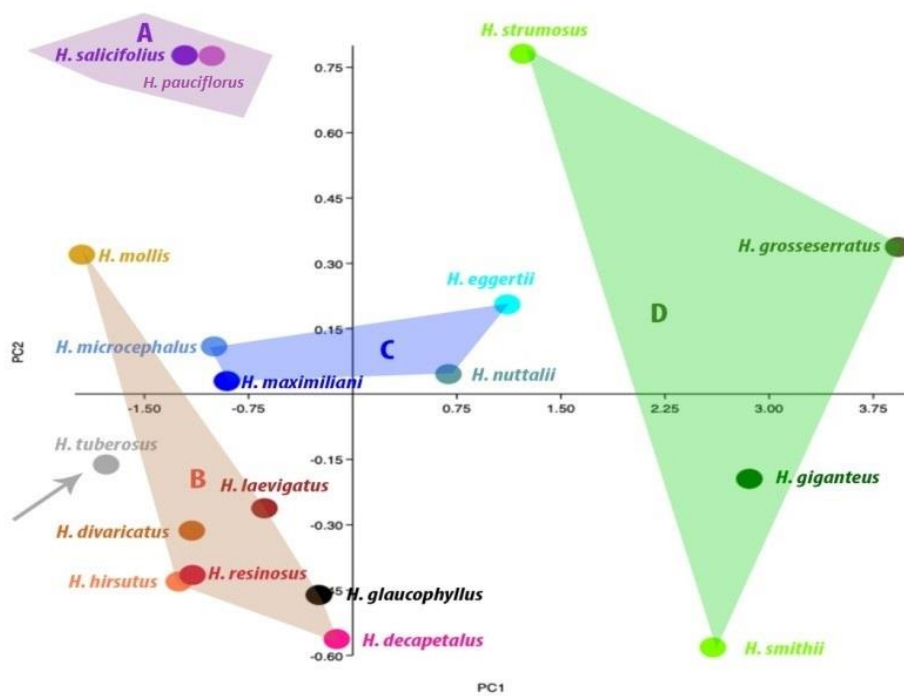 A
H. salicifolius
H. pauciflorus
H. strumosus
0.75
0.60
0.45
H. mollis
0.30
H. grosseserratus
H. eggertii
D
0.15
H. microcephalus
C
PC2
H. maximiliani
H. nuttalii
-1.50 -0.75 0.75 1.50 2.25 3.00 3.75
H. tuberosus
-0.15
B
H. laevigatus
H. giganteus
-0.30
H. divaricatus
H. hirsutus
H. resinosus
H. glaucophyllus
H. decapetalus
H. smithii
-0.60
PC1